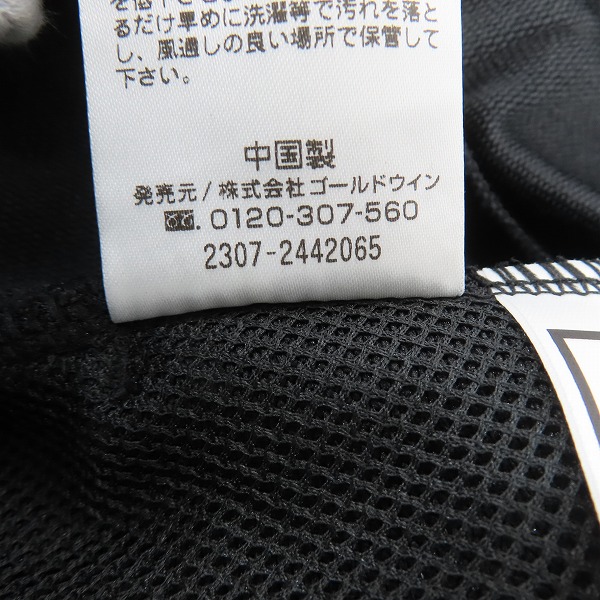 るだけ早めに洗濯等で汚れを落と
し、風通しの良い場所で保管して
下さい。
中国製
発売元/株式会社ゴールドウイン
0120-307-560
2307-2442065